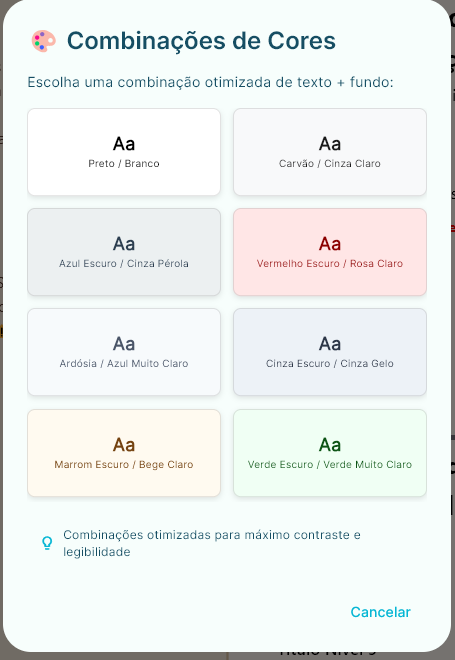 Combinações de Cores
Escolha uma combinação otimizada de texto + fundo:
Aa
Preto / Branco
Aa
Carvão / Cinza Claro
Aa
Azul Escuro / Cinza Pérola
Aa
Vermelho Escuro / Rosa Claro
Aa
Ardósia / Azul Muito Claro
Aa
Cinza Escuro / Cinza Gelo
Aa
Marrom Escuro / Bege Claro
Aa
Verde Escuro / Verde Muito Claro
Combinações otimizadas para máximo contraste e
legibilidade
Cancelar